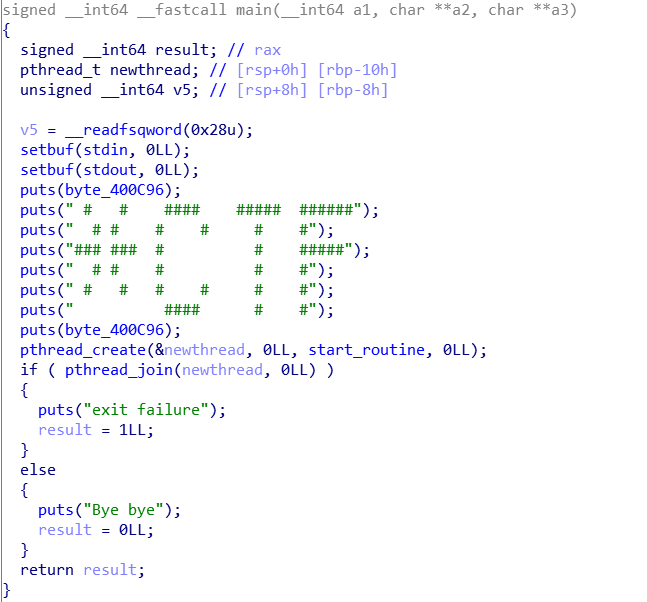 signed __int64 __fastcall main(__int64 a1, char **a2, char **a3)
{
  signed __int64 result; // rax
  pthread_t newthread; // [rsp+0h] [rbp-10h]
  unsigned __int64 v5; // [rsp+8h] [rbp-8h]

  v5 = __readfsqword(0x28u);
  setbuf(stdin, 0LL);
  setbuf(stdout, 0LL);
  puts(byte_400C96);
  puts(" #   #    ####    #####  ######");
  puts("  # #    #    #     #    #");
  puts("### ###  #          #    #####");
  puts("  # #    #          #    #");
  puts(" #   #   #    #     #    #");
  puts("          ####      #    #");
  puts(byte_400C96);
  pthread_create(&newthread, 0LL, start_routine, 0LL);
  if ( pthread_join(newthread, 0LL) )
  {
    puts("exit failure");
    result = 1LL;
  }
  else
  {
    puts("Bye bye");
    result = 0LL;
  }
  return result;
}